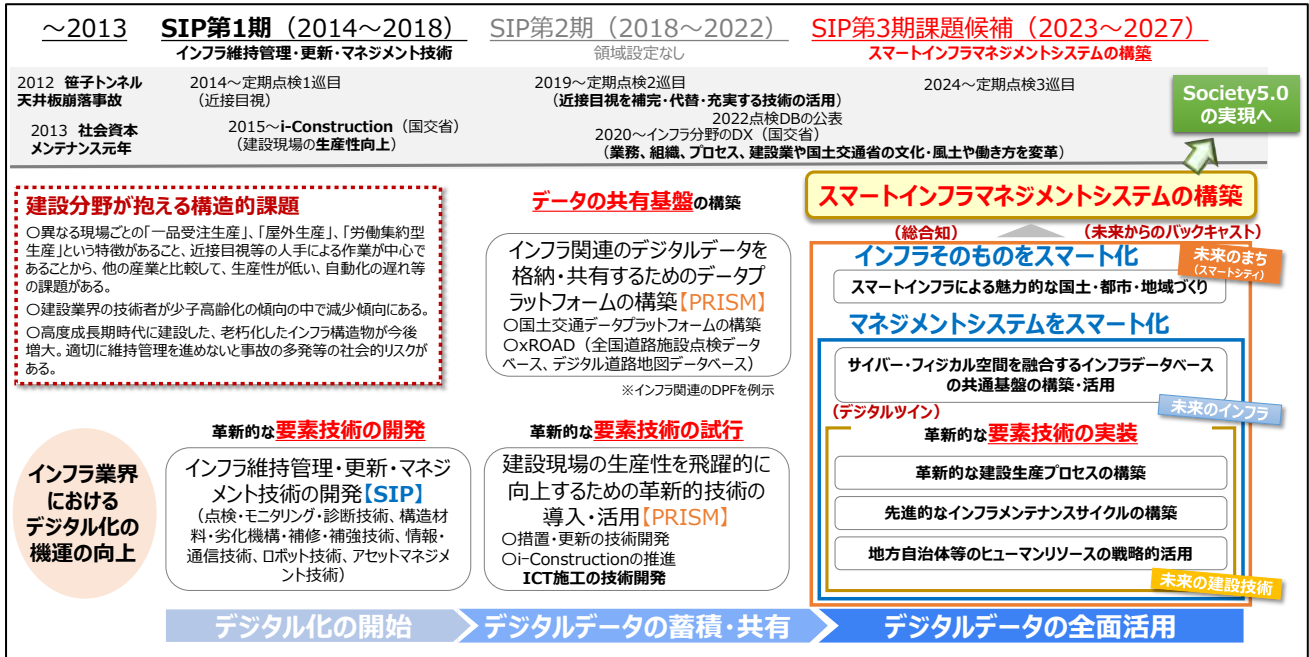 ～2013
SIP第1期（2014～2018）
インフラ維持管理・更新・マネジメント技術
SIP第2期（2018～2022）
領域設定なし
SIP第3期課題候補（2023～2027）
スマートインフラマネジメントシステムの構築
2012 笹子トンネル
天井板崩落事故
2013 社会資本
メンテナンス元年
2014～定期点検1巡目
（近接目視）
2015～i-Construction（国交省）
（建設現場の生産性向上）
2019～定期点検2巡目
（近接目視を補完・代替・充実する技術の活用）
2022点検DBの公表
2020～インフラ分野のDX（国交省）
（業務、組織、プロセス、建設業や国土交通省の文化・風土や働き方を変革）
2024～定期点検3巡目
Society5.0
の実現へ
建設分野が抱える構造的課題
○異なる現場ごとの「一品受注生産」、「屋外生産」、「労働集約型
生産」という特徴があること、近接目視等の人手による作業が中心で
あることから、他の産業と比較して、生産性が低い、自動化の遅れ等
の課題がある。
○建設業界の技術者が少子高齢化の傾向の中で減少傾向にある。
○高度成長期時代に建設した、老朽化したインフラ構造物が今後
増大。適切に維持管理を進めないと事故の多発等の社会的リスクが
ある。
データの共有基盤の構築
インフラ関連のデジタルデータを
格納・共有するためのデータプ
ラットフォームの構築【PRISM】
○国土交通データプラットフォームの構築
○xROAD（全国道路施設点検データ
ベース、デジタル道路地図データベース）
※インフラ関連のDPFを例示
スマートインフラマネジメントシステムの構築
（総合知）
（未来からのバックキャスト）
インフラそのものをスマート化
未来のまち
（スマートシティ）
スマートインフラによる魅力的な国土・都市・地域づくり
マネジメントシステムをスマート化
サイバー・フィジカル空間を融合するインフラデータベース
の共通基盤の構築・活用
未来のインフラ
（デジタルツイン）
革新的な要素技術の実装
革新的な建設生産プロセスの構築
先進的なインフラメンテナンスサイクルの構築
地方自治体等のヒューマンリソースの戦略的活用
未来の建設技術
インフラ業界
における
デジタル化の
機運の向上
革新的な要素技術の開発
インフラ維持管理・更新・マネジ
メント技術の開発【SIP】
（点検・モニタリング・診断技術、構造材
料・劣化機構・補修・補強技術、情報・
通信技術、ロボット技術、アセットマネジメ
ント技術）
革新的な要素技術の試行
建設現場の生産性を飛躍的に
向上するための革新的技術の
導入・活用【PRISM】
○措置・更新の技術開発
○i-Constructionの推進
ICT施工の技術開発
デジタル化の開始
デジタルデータの蓄積・共有
デジタルデータの全面活用